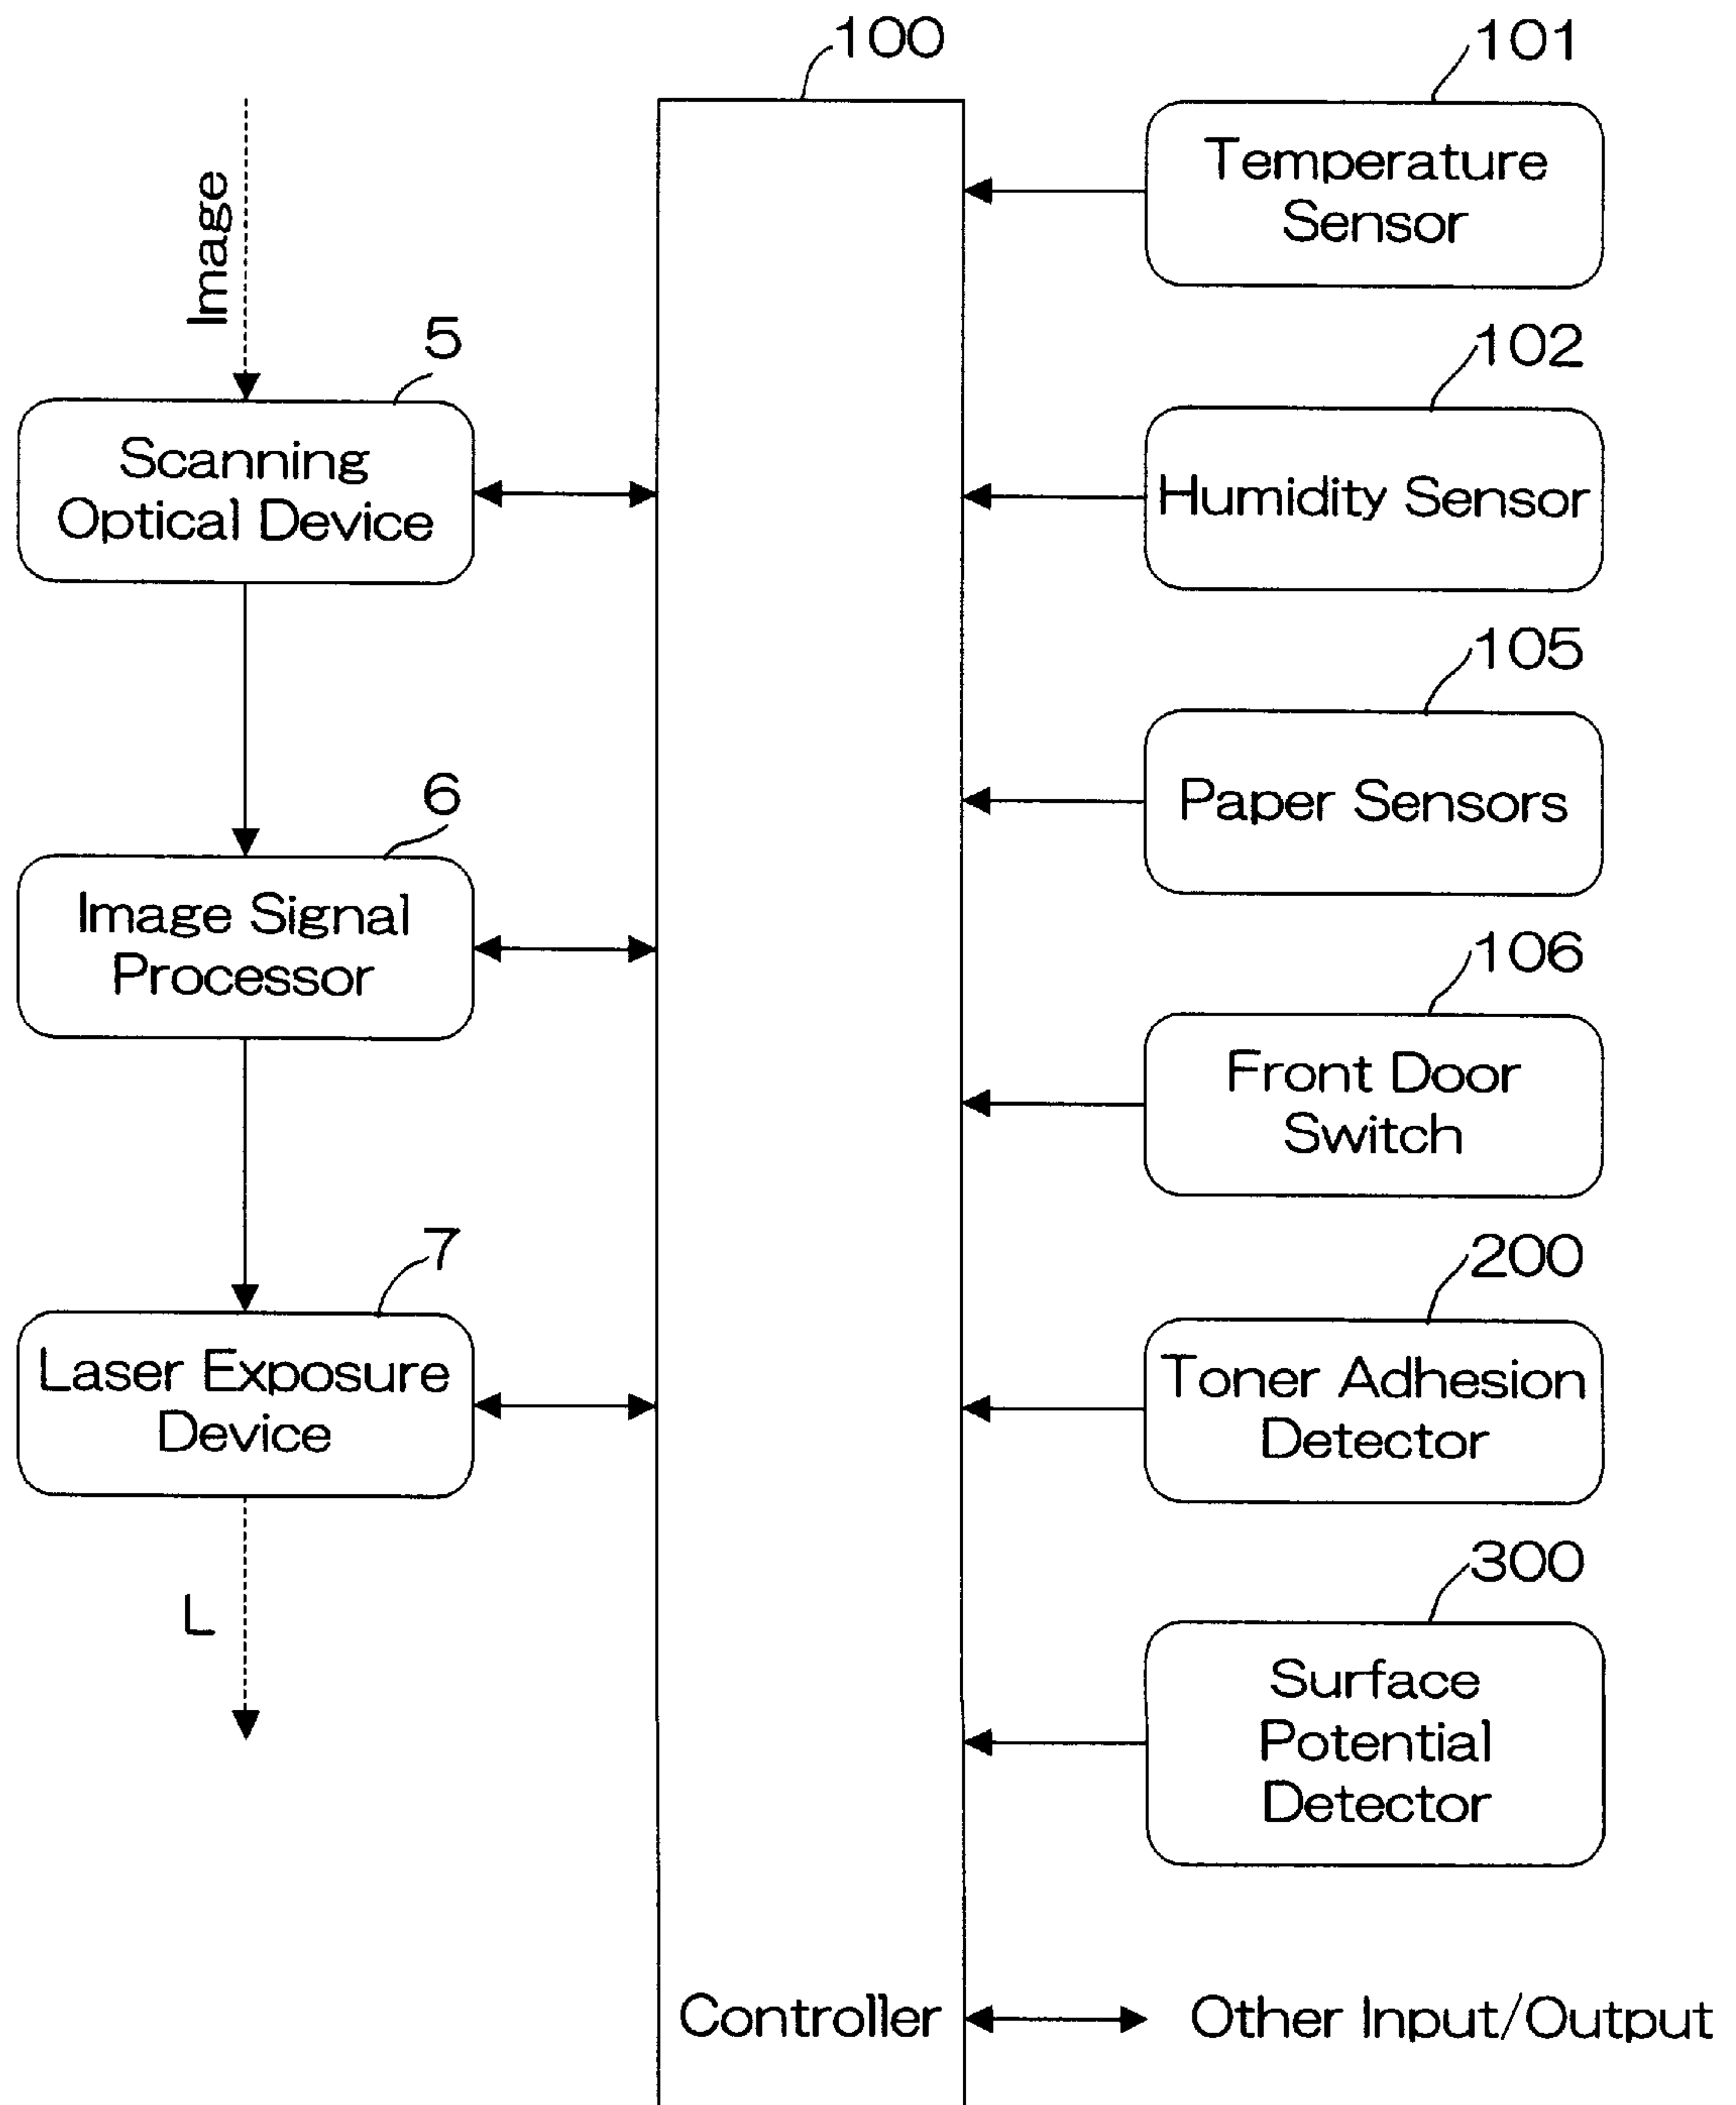 100
101
Temperature
Sensor
Image
5
102
Scanning
Optical Device
Humidity Sensor
105
Paper Sensors
6
Image Signal
Processor
106
Front Door
Switch
7
200
Laser Exposure
Device
Toner Adhesion
Detector
L
300
Surface
Potential
Detector
Controller
Other Input/Output